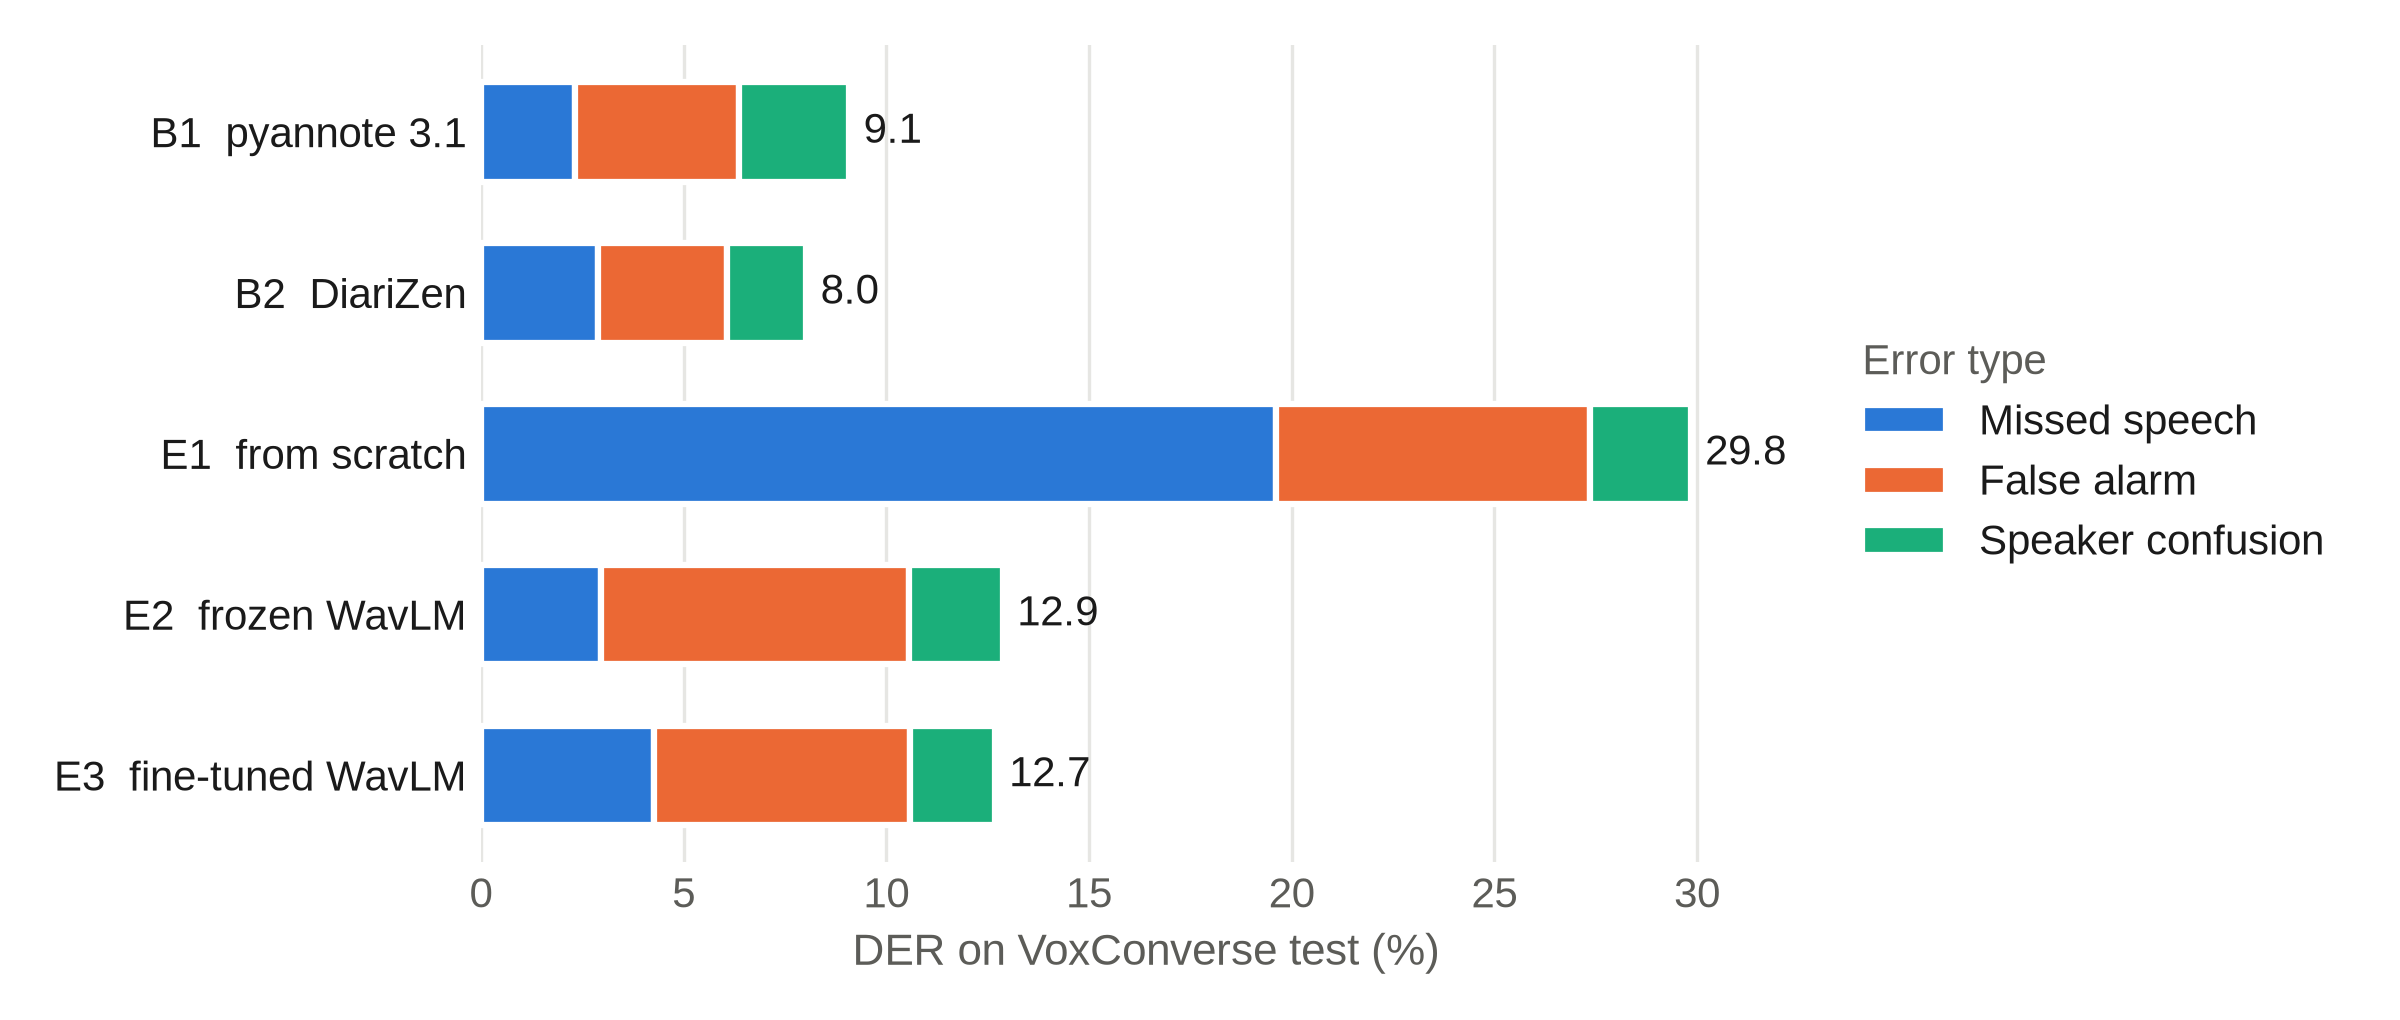 B1  pyannote 3.1
9.1
B2  DiariZen
8.0
E1  from scratch
29.8
E2  frozen WavLM
12.9
E3  fine-tuned WavLM
12.7
0 5 10 15 20 25 30
DER on VoxConverse test (%)
Error type
Missed speech
False alarm
Speaker confusion